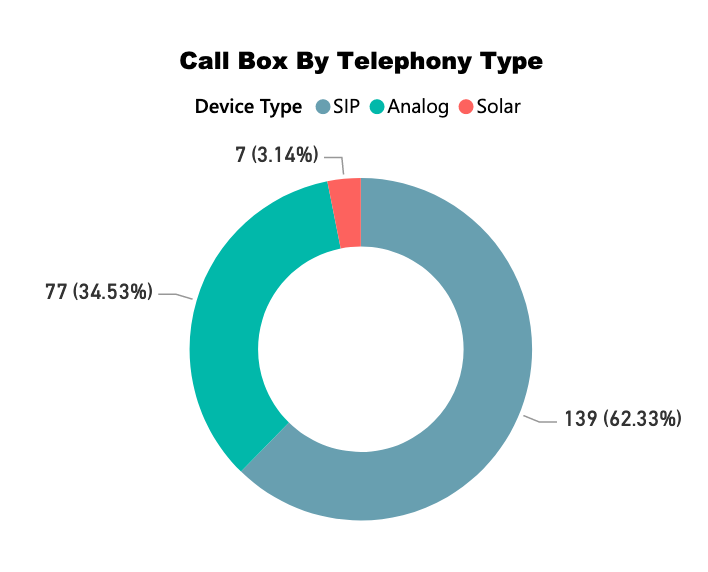 Call Box By Telephony Type
Device Type SIP Analog Solar
7 (3.14%)
77 (34.53%)
139 (62.33%)